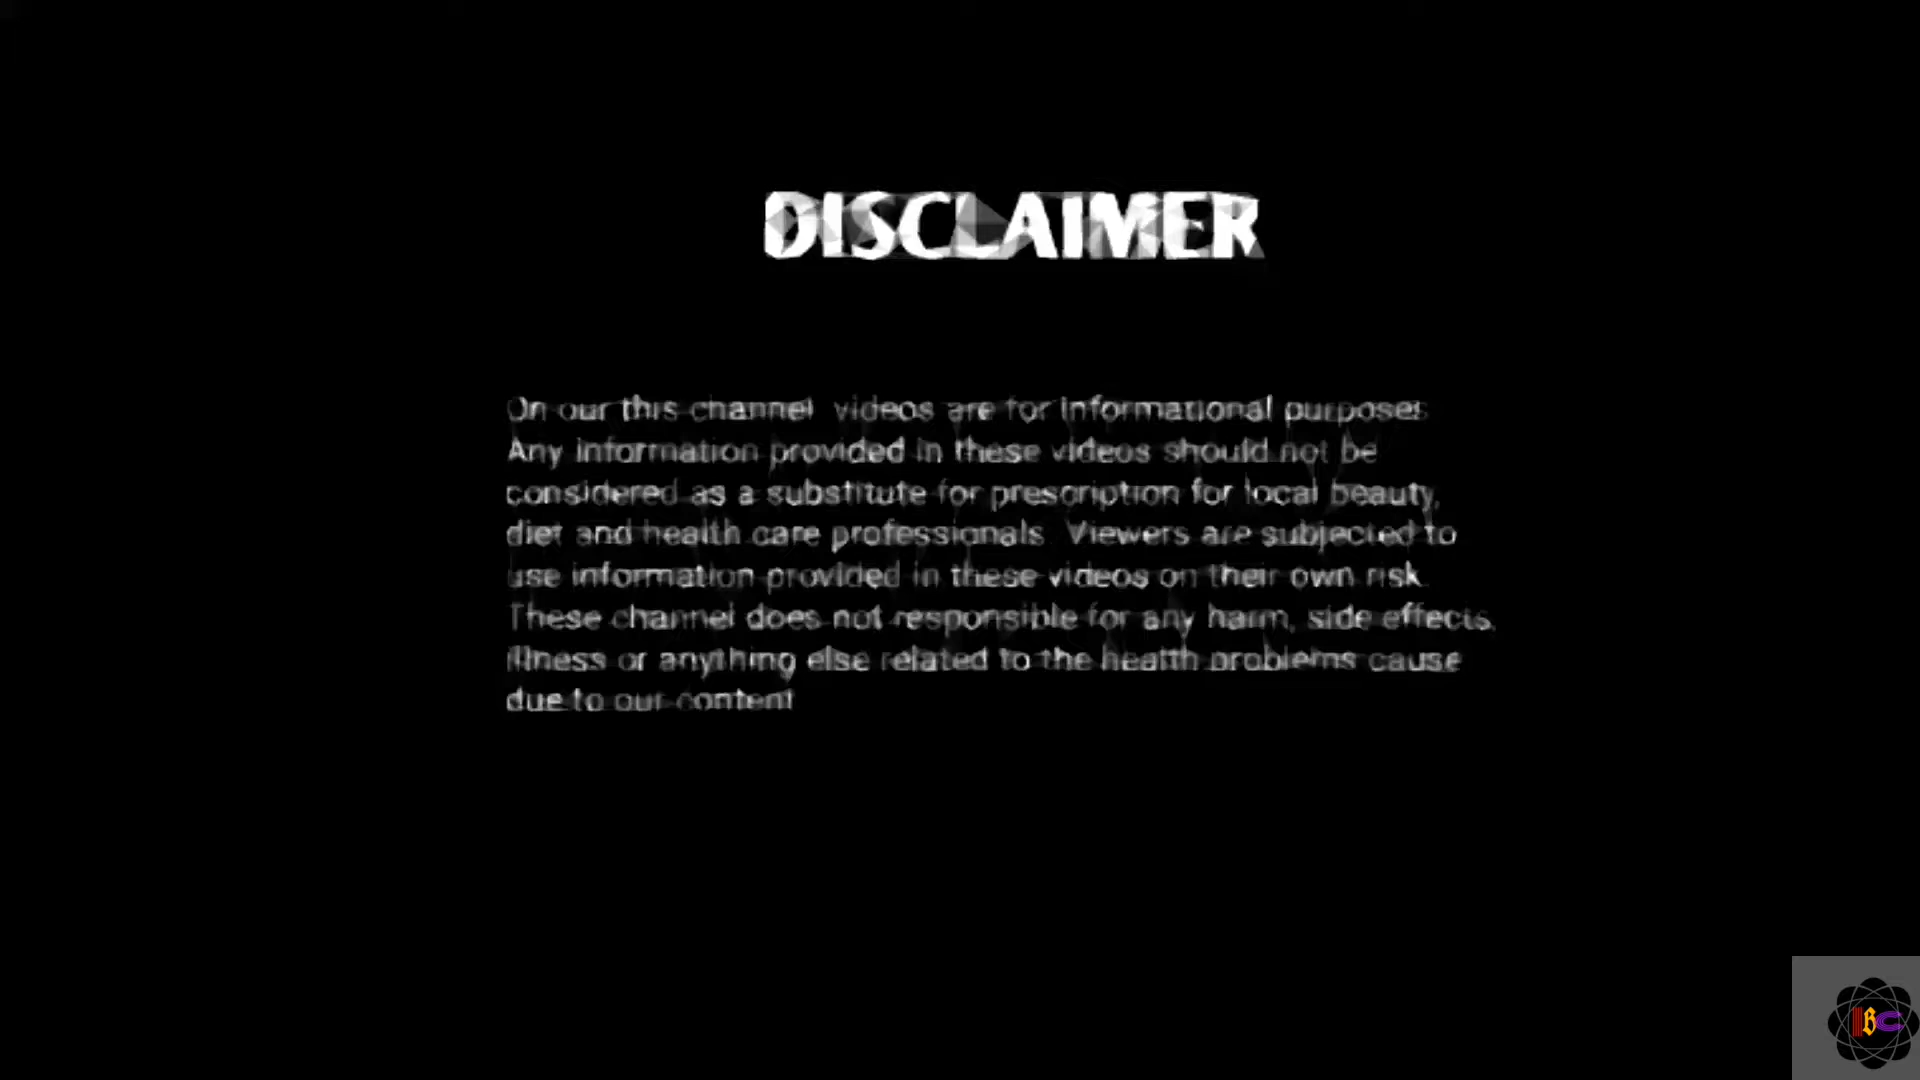 DISCLAIMER
On our this channel videos are for informational purposes
Any information provided in these videos should not be
considered as a substitute for prescription for local beauty,
diet and health care professionals. Viewers are subjected to
use information provided in these videos on their own risk.
These channel does not responsible for any harm, side effects,
illness or anything else related to the health problems cause
due to our content
BC